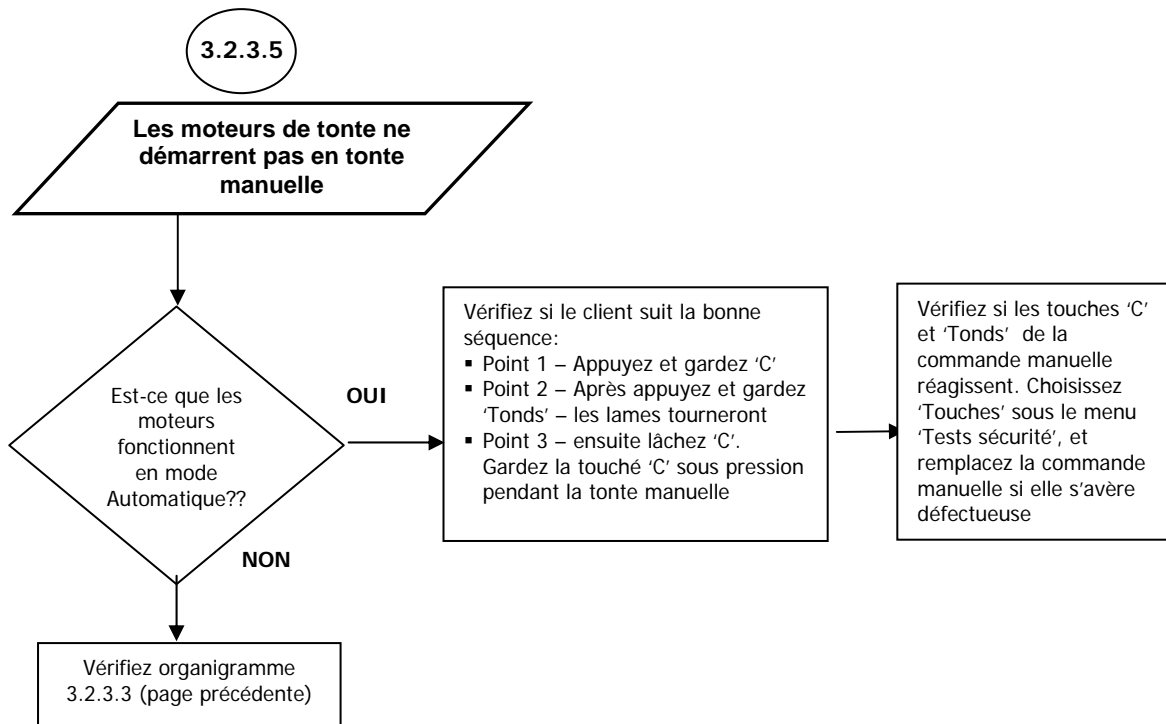 3.2.3.5
Les moteurs de tonte ne
démarrent pas en tonte
manuelle
Est-ce que les
moteurs
fonctionnent
en mode
Automatique??
OUI
Vérifiez si le client suit la bonne
séquence:
▪ Point 1 – Appuyez et gardez ‘C’
▪ Point 2 – Après appuyez et gardez
‘Tonds’ – les lames tourneront
▪ Point 3 – ensuite lâchez ‘C’.
Gardez la touché ‘C’ sous pression
pendant la tonte manuelle
Vérifiez si les touches ‘C’
et ‘Tonds’ de la
commande manuelle
réagissent. Choisissez
‘Touches’ sous le menu
‘Tests sécurité’, et
remplacez la commande
manuelle si elle s’avère
défectueuse
NON
Vérifiez organigramme
3.2.3.3 (page précédente)